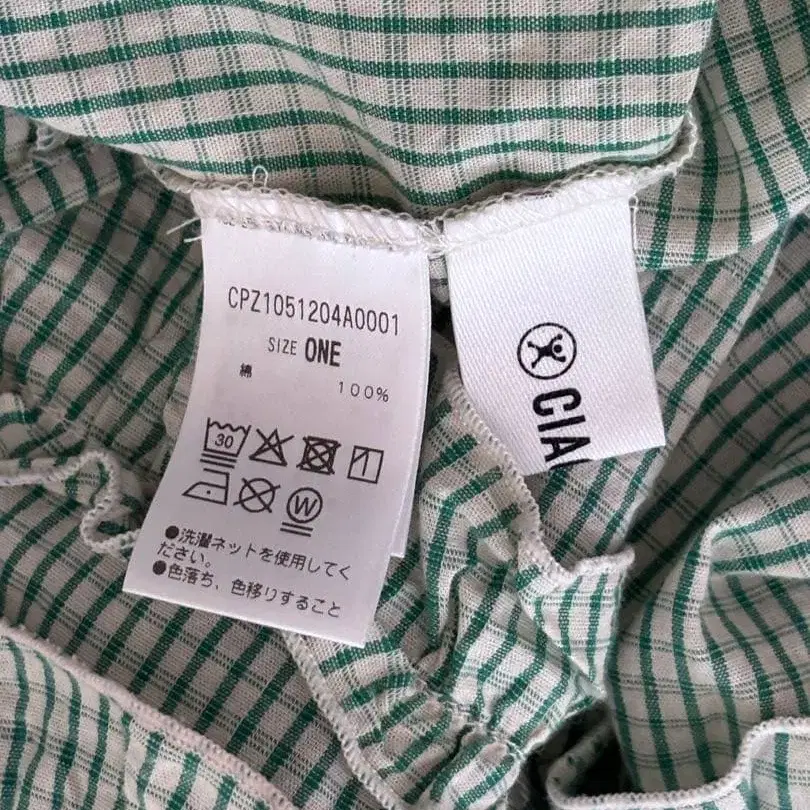 CPZ1051204A0001
SIZE ONE
綿 100%
30
W
●洗濯ネットを使用してく
ださい。
●色落ち、色移りすること
CIA